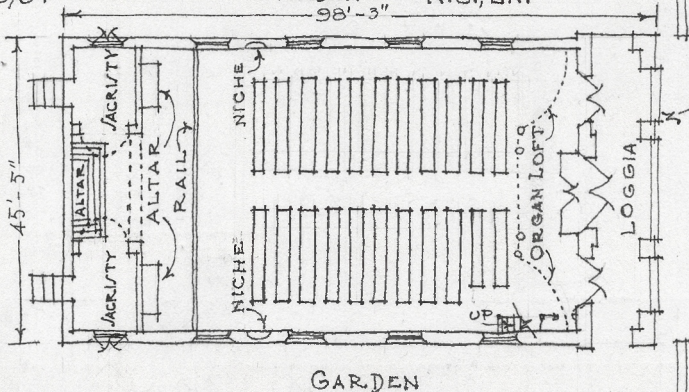 98'-3"
45'-5"
SACRISTY
ALTAR
ALTAR
RAIL
NICHE
SACRISTY
NICHE
ORGAN LOFT
LOGGIA
N
UP
GARDEN